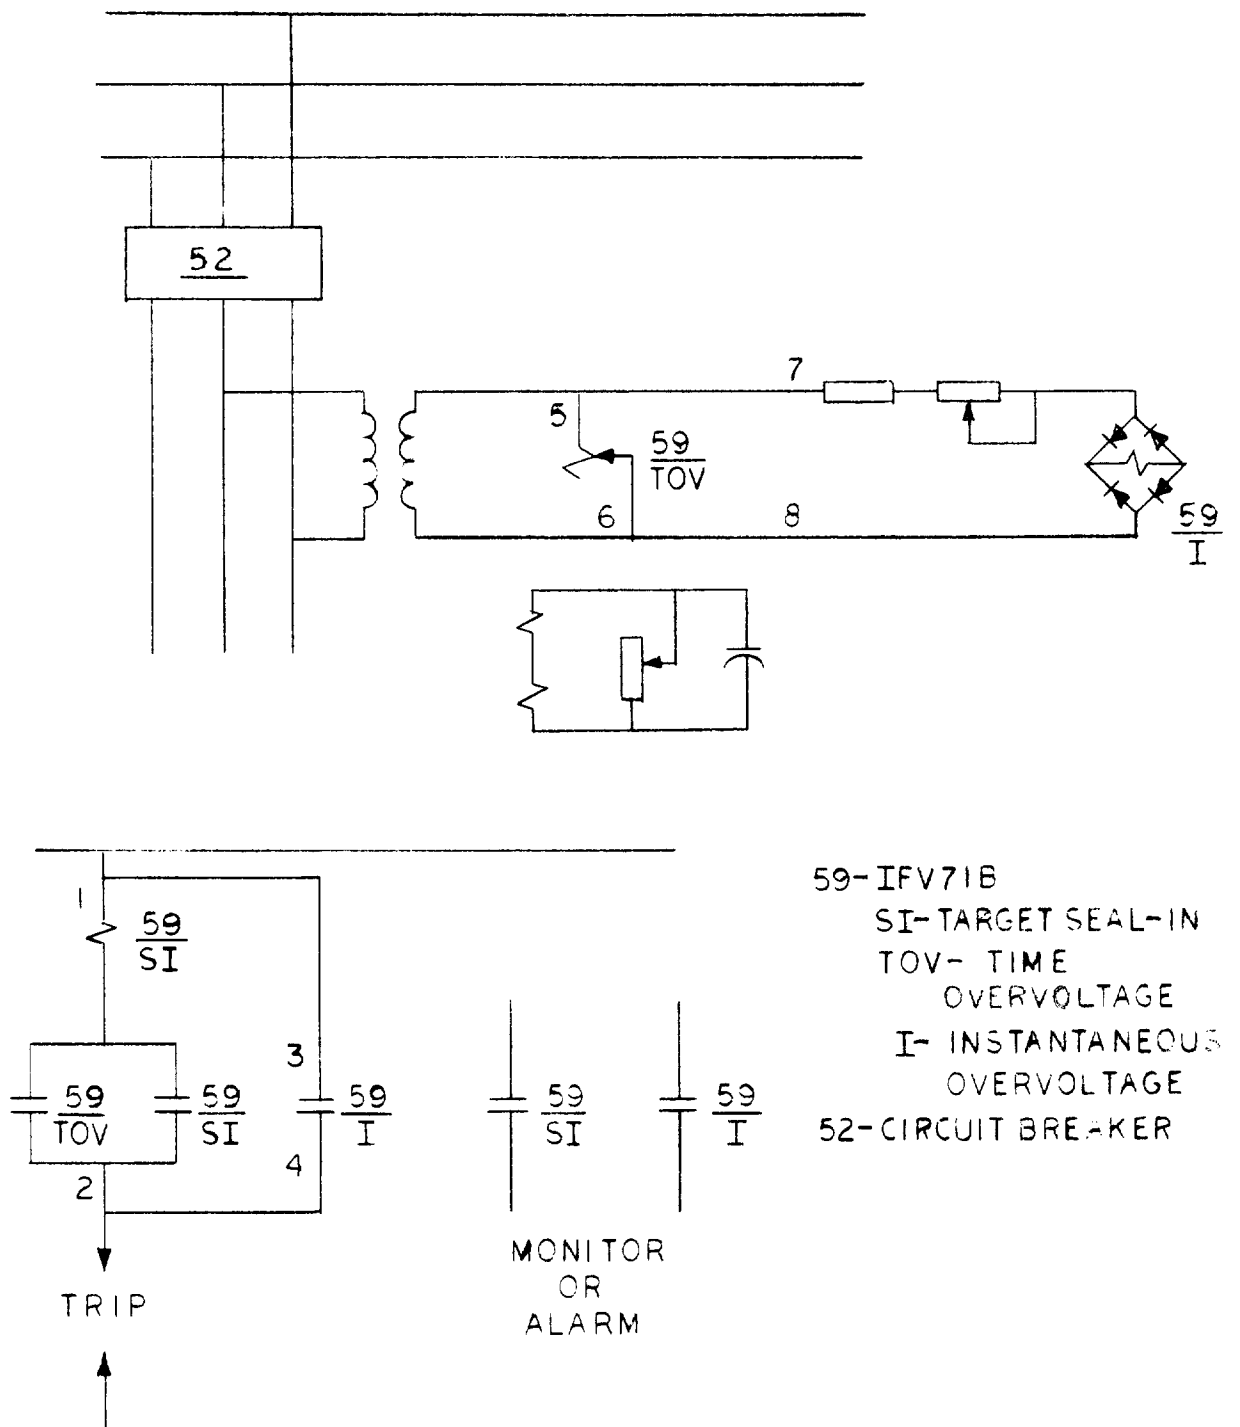 52
7
5
59
TOV
6
8
59
I
1
59
SI
3
59
TOV
59
SI
59
I
4
2
TRIP
59
SI
59
I
MONITOR
OR
ALARM
59-IFV71B
SI-TARGET SEAL-IN
TOV- TIME
OVERVOLTAGE
I- INSTANTANEOUS
OVERVOLTAGE
52-CIRCUIT BREAKER